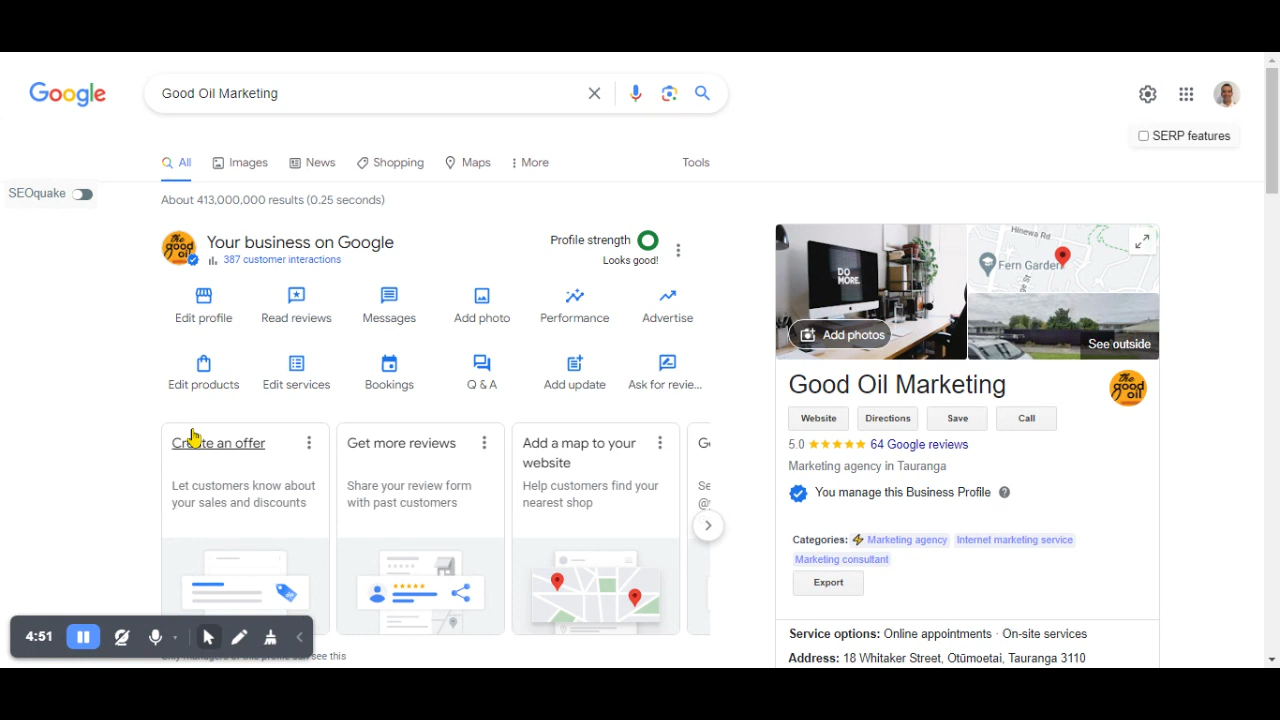 Google
Good Oil Marketing
SERP features
All
Images
News
Shopping
Maps
More
Tools
SEOquake
About 413,000,000 results (0.25 seconds)
the good oil
Your business on Google
387 customer interactions
Profile strength
Looks good!
Edit profile
Read reviews
Messages
Add photo
Performance
Advertise
Edit products
Edit services
Bookings
Q & A
Add update
Ask for revie...
Create an offer
Let customers know about
your sales and discounts
Get more reviews
Share your review form
with past customers
Add a map to your
website
Help customers find your
nearest shop
4:51
DO
MORE.
Add photos
Hinewa Rd
Fern Garden
See outside
Good Oil Marketing
the
good
oil
Website
Directions
Save
Call
5.0
64 Google reviews
Marketing agency in Tauranga
You manage this Business Profile
Categories: Marketing agency Internet marketing service
Marketing consultant
Export
Service options: Online appointments · On-site services
Address: 18 Whitaker Street, Otūmoetai, Tauranga 3110